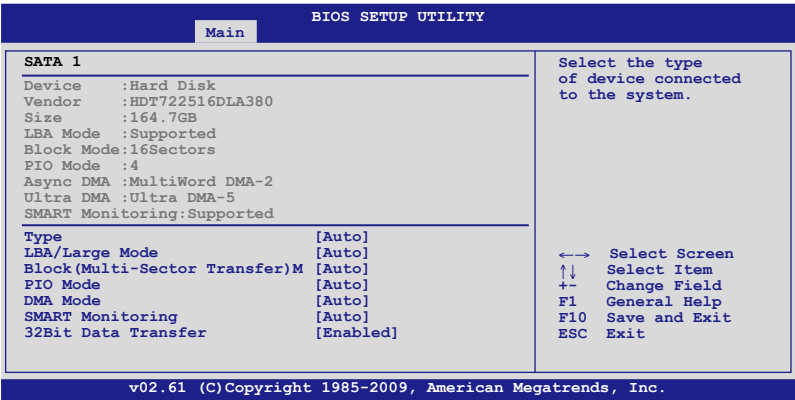 BIOS SETUP UTILITY
Main
SATA 1
Device :Hard Disk
Vendor :HDT722516DLA380
Size :164.7GB
LBA Mode :Supported
Block Mode:16Sectors
PIO Mode :4
Async DMA :MultiWord DMA-2
Ultra DMA :Ultra DMA-5
SMART Monitoring:Supported
Type [Auto]
LBA/Large Mode [Auto]
Block(Multi-Sector Transfer)M [Auto]
PIO Mode [Auto]
DMA Mode [Auto]
SMART Monitoring [Auto]
32Bit Data Transfer [Enabled]
Select the type
of device connected
to the system.
←→ Select Screen
↑↓ Select Item
+- Change Field
F1 General Help
F10 Save and Exit
ESC Exit
v02.61 (C)Copyright 1985-2009, American Megatrends, Inc.